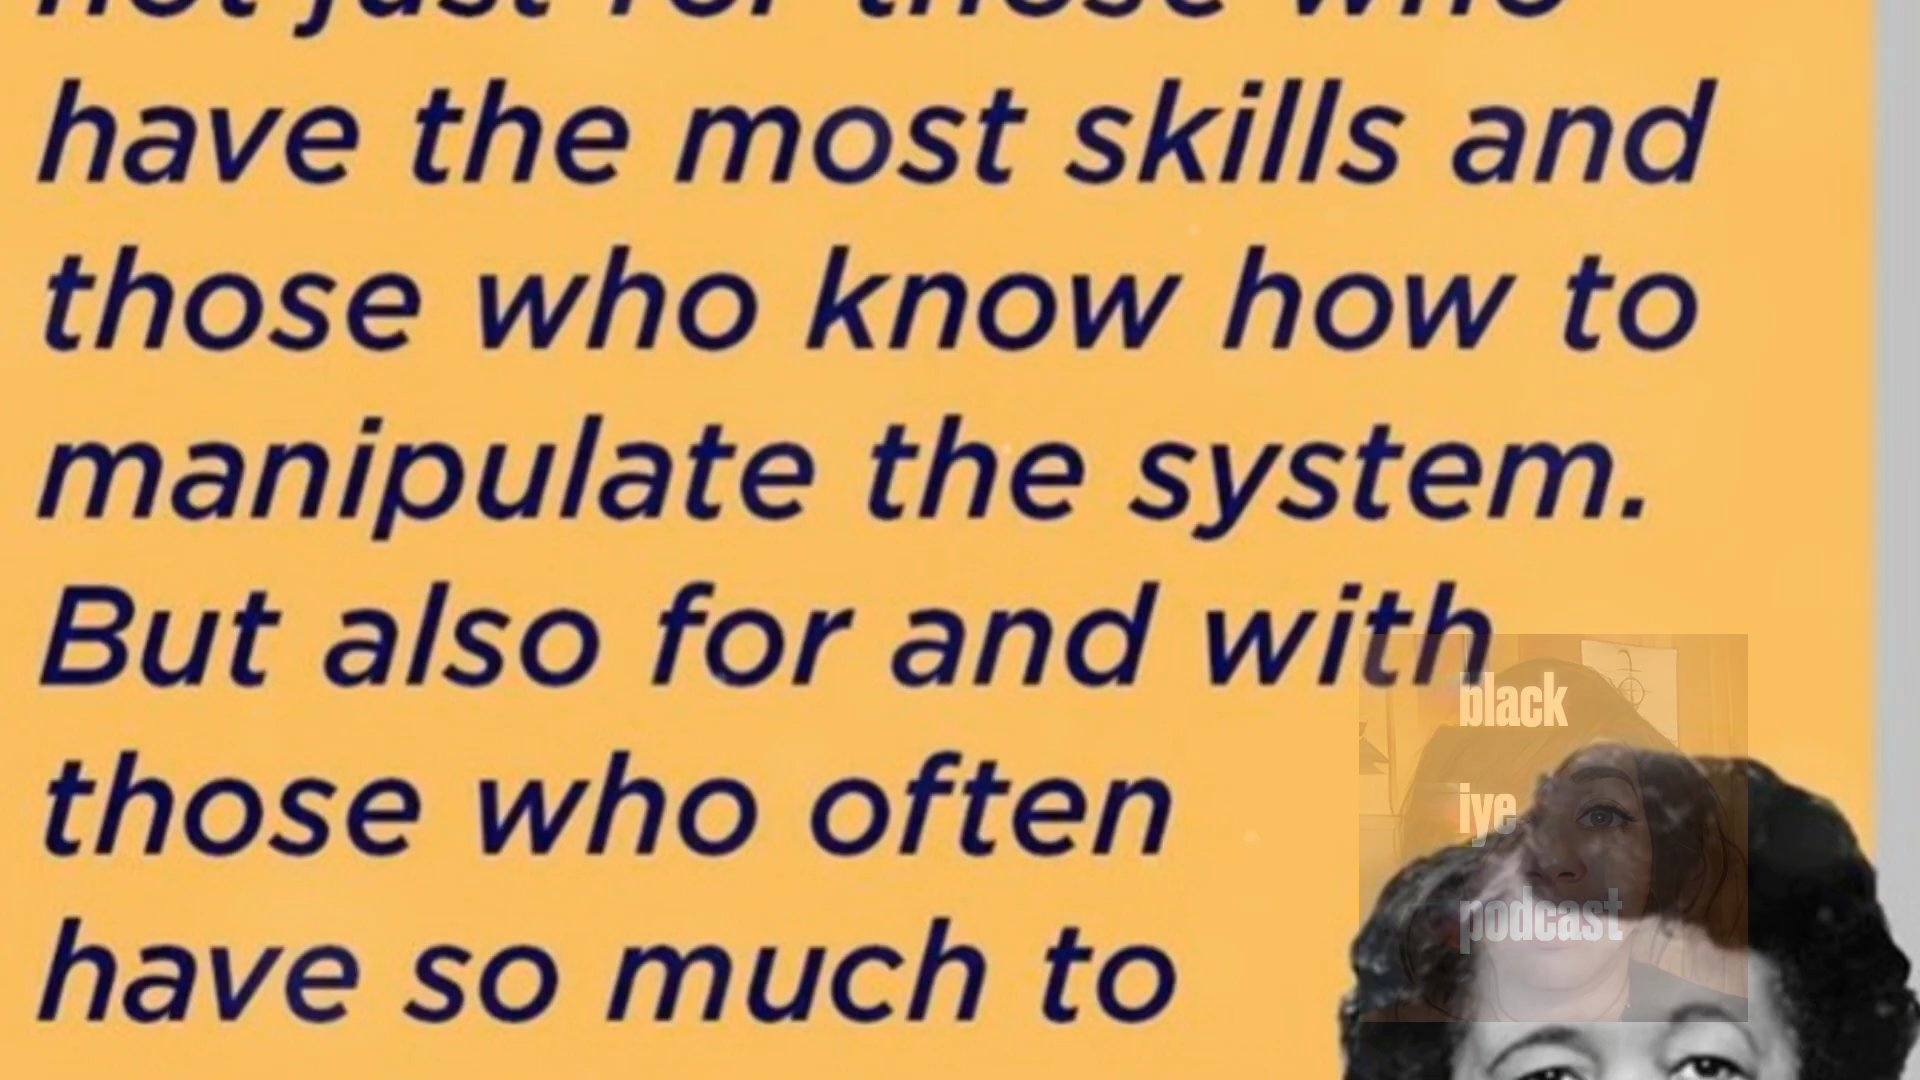 not just for those who
have the most skills and
those who know how to
manipulate the system.
But also for and with
those who often
have so much to
black
iye
podcast